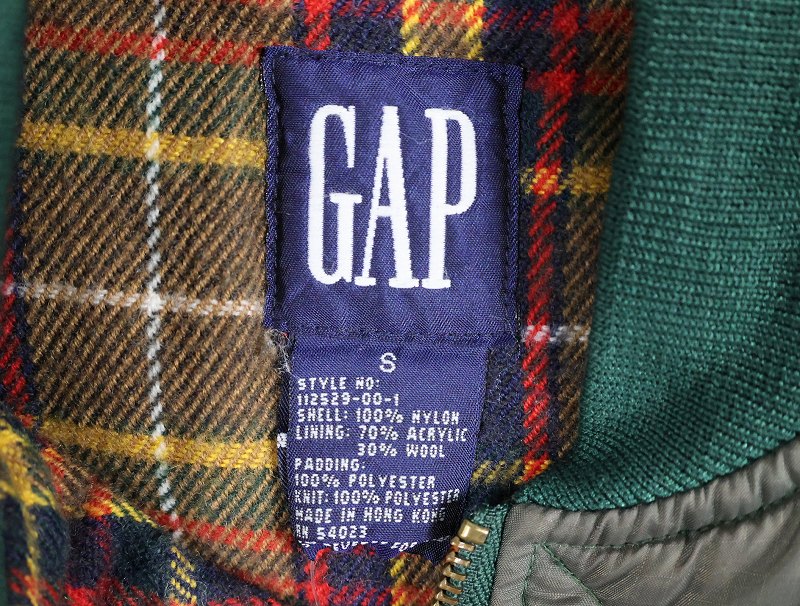 GAP
S
STYLE NO:
112529-00-1
SHELL: 100% NYLON
LINING: 70% ACRYLIC
30% WOOL
PADDING:
100% POLYESTER
KNIT: 100% POLYESTER
MADE IN HONG KONG
RN 54023
FOR